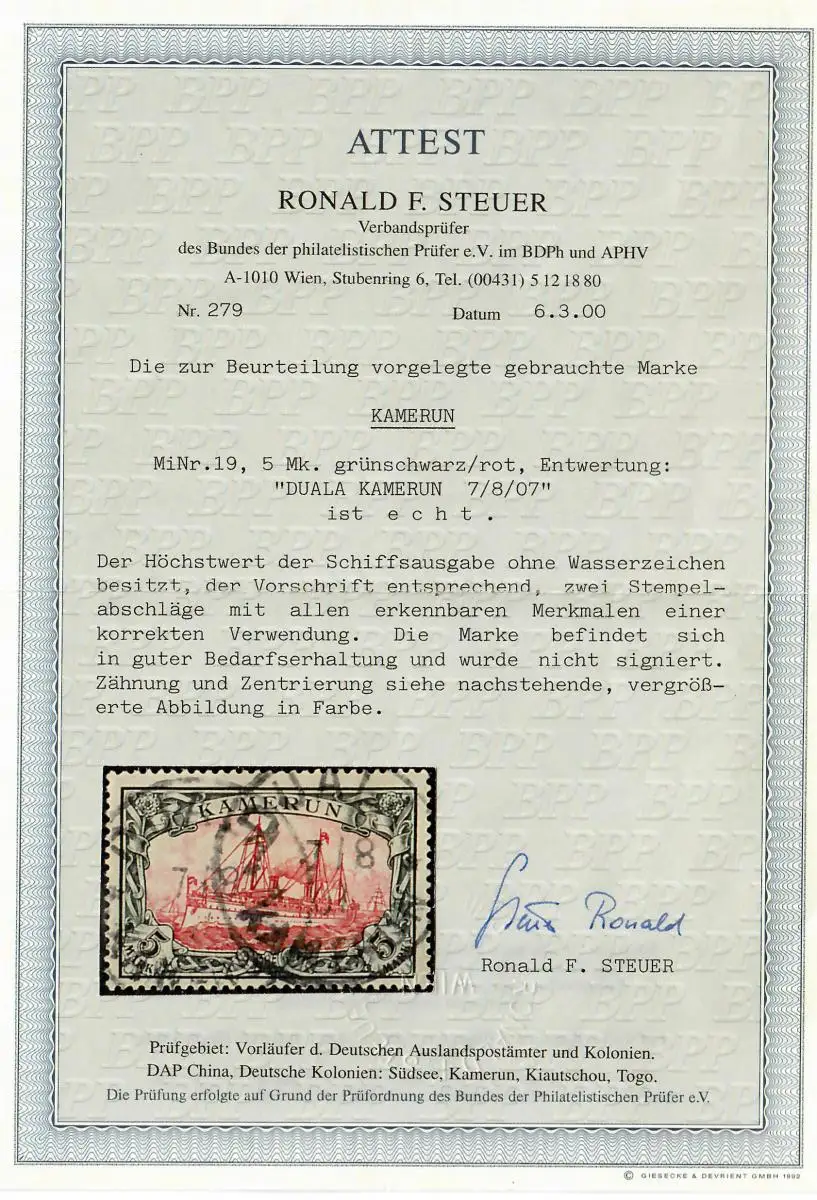 ATTEST
RONALD F. STEUER
Verbandsprüfer
des Bundes der philatelistischen Prüfer e.V. im BDPh und APHV
A-1010 Wien, Stubenring 6, Tel. (00431) 5 12 18 80
Nr. 279 Datum 6.3.00
Die zur Beurteilung vorgelegte gebrauchte Marke
KAMERUN
MiNr.19, 5 Mk. grünschwarz/rot, Entwertung:
"DUALA KAMERUN 7/8/07"
ist e c h t .
Der Höchstwert der Schiffsausgabe ohne Wasserzeichen
besitzt, der Vorschrift entsprechend, zwei Stempel-
abschläge mit allen erkennbaren Merkmalen einer
korrekten Verwendung. Die Marke befindet sich
in guter Bedarfserhaltung und wurde nicht signiert.
Zähnung und Zentrierung siehe nachstehende, vergröß-
erte Abbildung in Farbe.
KAMERUN
7 8
5 5
MARK MARK
Steuer Ronald
Ronald F. STEUER
Prüfgebiet: Vorläufer d. Deutschen Auslandspostämter und Kolonien.
DAP China, Deutsche Kolonien: Südsee, Kamerun, Kiautschou, Togo.
Die Prüfung erfolgte auf Grund der Prüfordnung des Bundes der Philatelistischen Prüfer e.V.
© GIESECKE & DEVRIENT GMBH 1992